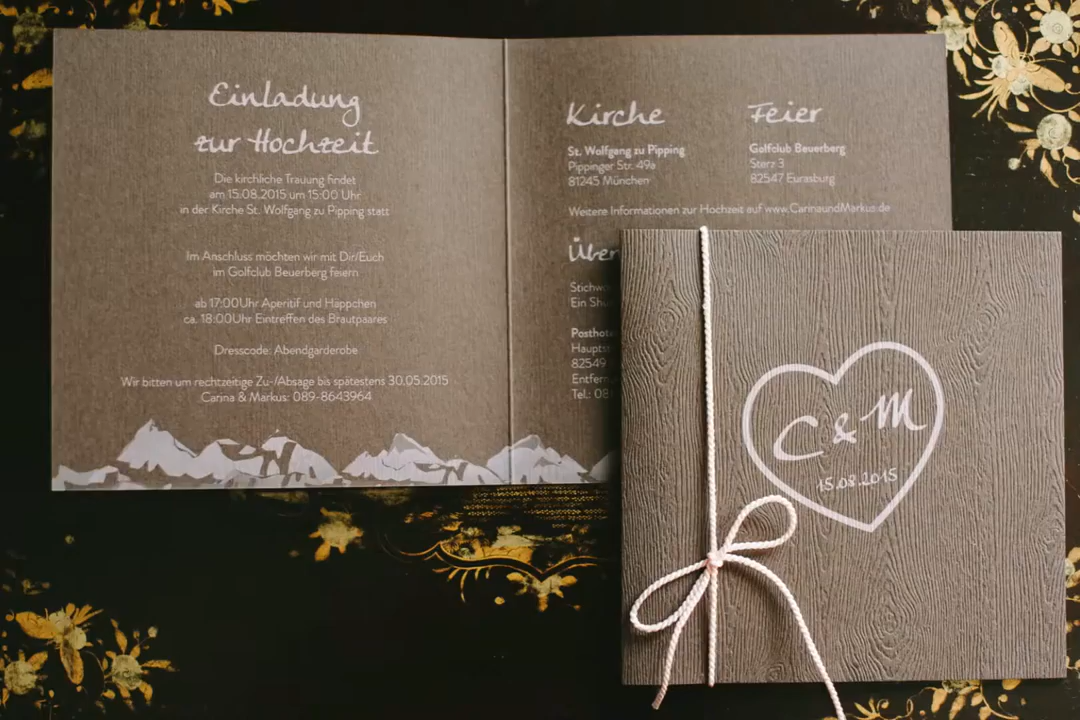 Einladung
zur Hochzeit
Die kirchliche Trauung findet
am 15.08.2015 um 15:00 Uhr
in der Kirche St. Wolfgang zu Pipping statt
Im Anschluss möchten wir mit Dir/Euch
im Golfclub Beuerberg feiern
ab 17:00Uhr Aperitif und Häppchen
ca. 18:00Uhr Eintreffen des Brautpaares
Dresscode: Abendgarderobe
Wir bitten um rechtzeitige Zu-/Absage bis spätestens 30.05.2015
Carina & Markus: 089-8643964
Kirche
St. Wolfgang zu Pipping
Pippinger Str. 49a
81245 München
Feier
Golfclub Beuerberg
Sterz 3
82547 Eurasburg
Weitere Informationen zur Hochzeit auf www.CarinaundMarkus.de
Ein
82549
Tel.:
C & M
15.08.2015